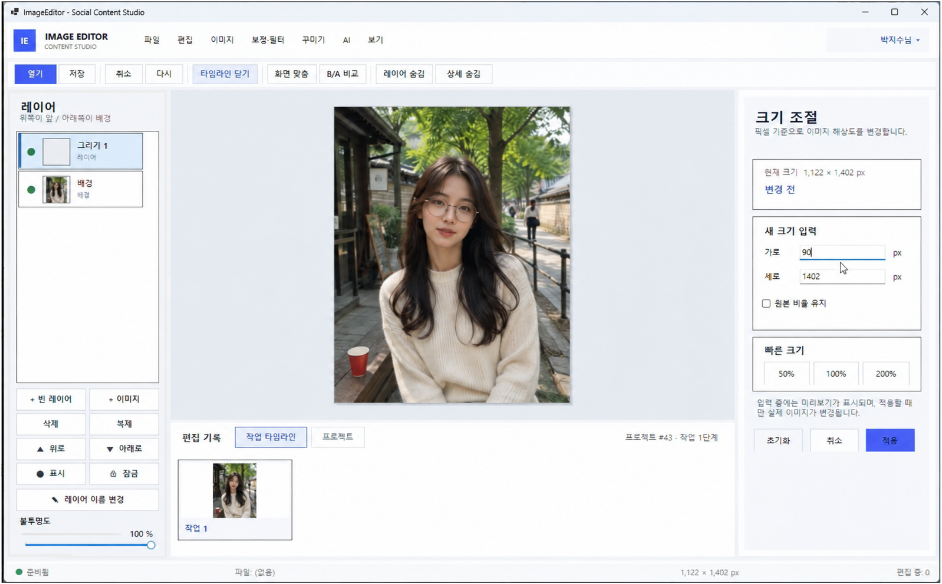 ImageEditor - Social Content Studio
IE
IMAGE EDITOR
CONTENT STUDIO
파일 편집 이미지 보정·필터 꾸미기 AI 보기
박지수님
열기 저장 취소 다시 타임라인 닫기 화면 맞춤 B/A 비교 레이어 숨김 상세 숨김
레이어
위쪽이 앞 / 아래쪽이 배경
그리기 1
레이어
배경
배경
+ 빈 레이어 + 이미지
삭제 복제
▲ 위로 ▼ 아래로
● 표시 잠금
레이어 이름 변경
불투명도
100 %
편집 기록 작업 타임라인 프로젝트 프로젝트 #43 · 작업 1단계
작업 1
크기 조절
픽셀 기준으로 이미지 해상도를 변경합니다.
현재 크기 1,122 × 1,402 px
변경 전
새 크기 입력
가로 90 px
세로 1402 px
원본 비율 유지
빠른 크기
50% 100% 200%
입력 중에는 미리보기가 표시되며, 적용할 때
만 실제 이미지가 변경됩니다.
초기화 취소 적용
준비됨 파일: (없음) 1,122 × 1,402 px 편집 중: 0